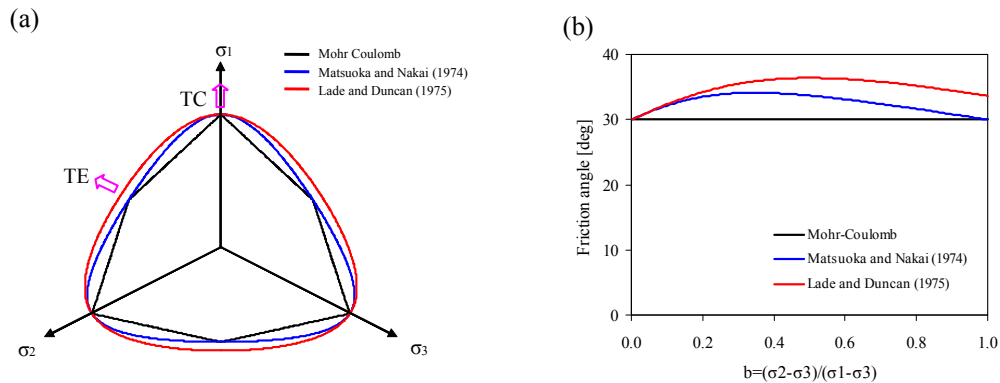 (a)
σ1
Mohr Coulomb
Matsuoka and Nakai (1974)
Lade and Duncan (1975)
TC
TE
σ2
σ3
(b)
Friction angle [deg]
40
30
20
10
0
Mohr-Coulomb
Matsuoka and Nakai (1974)
Lade and Duncan (1975)
0.0 0.2 0.4 0.6 0.8 1.0
b=(σ2-σ3)/(σ1-σ3)